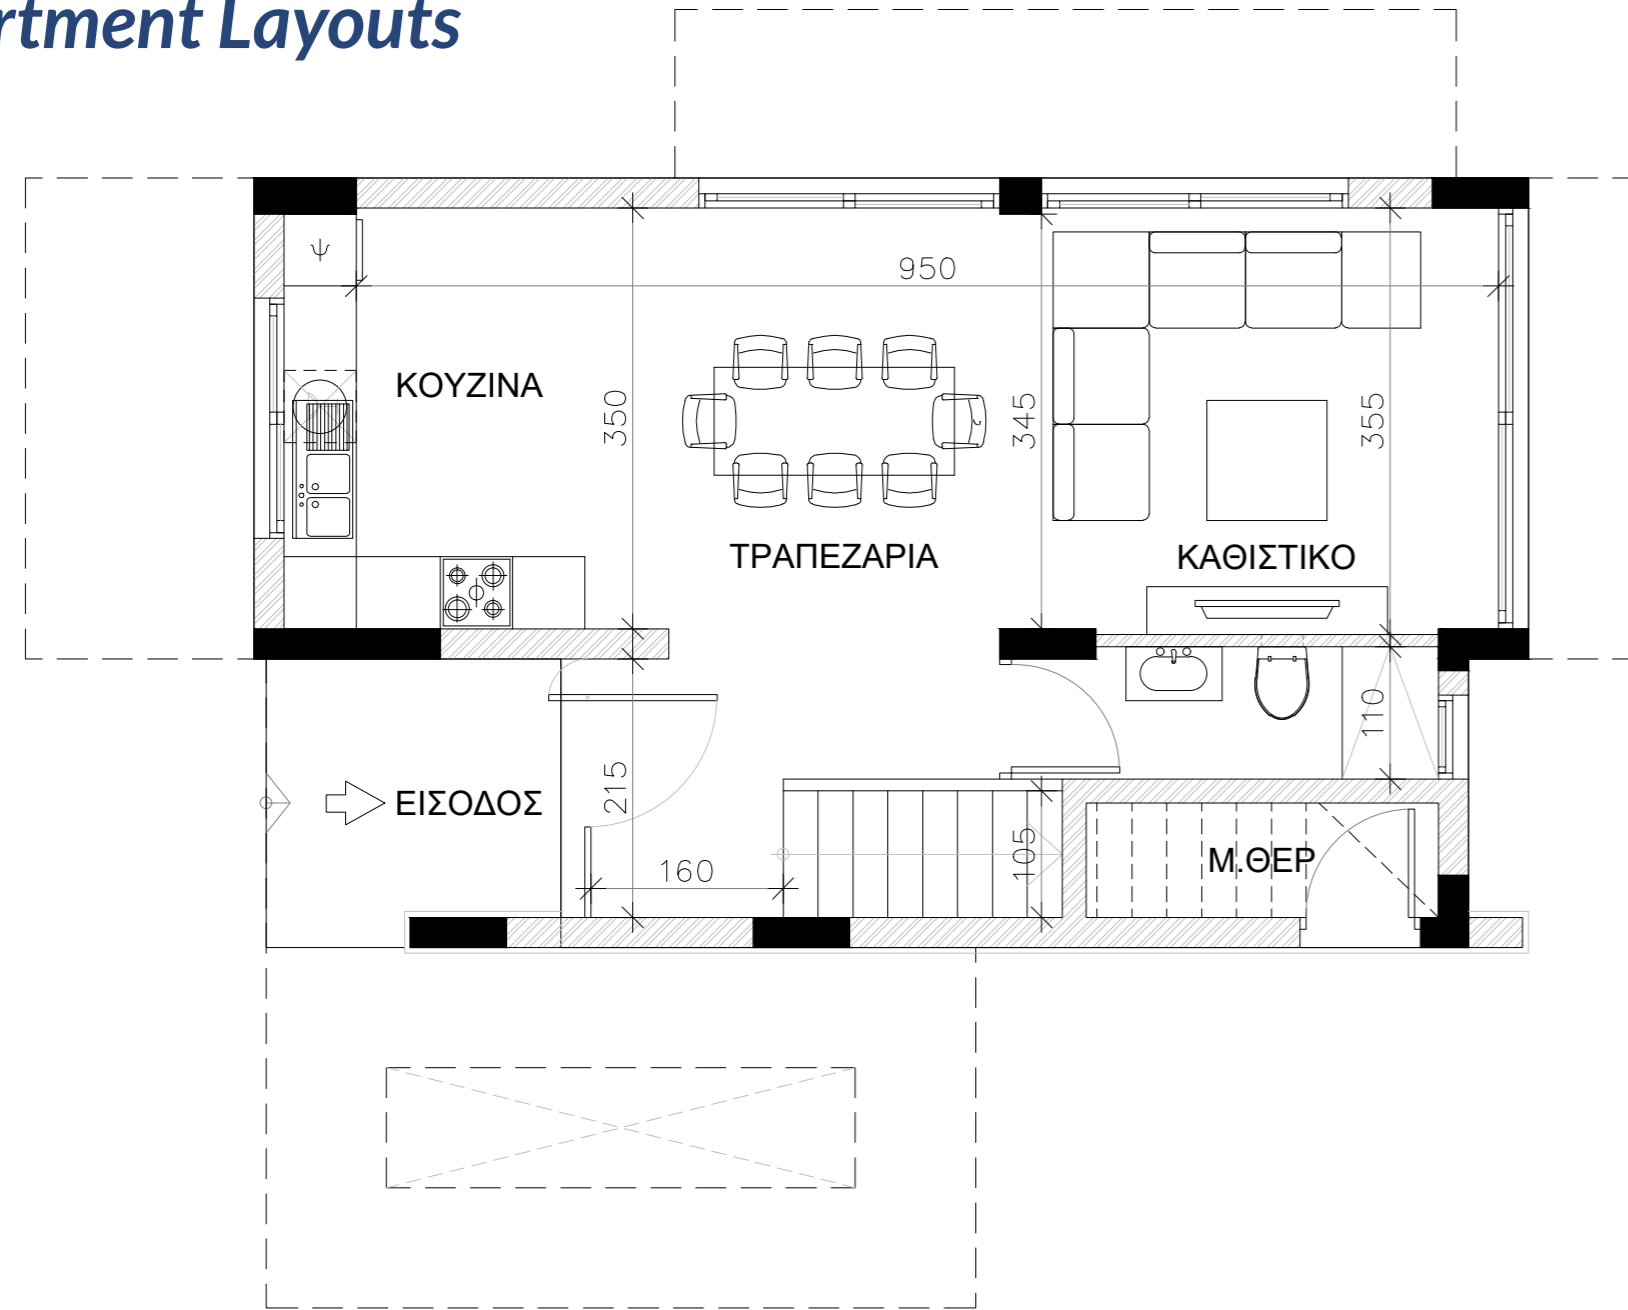 rtment Layouts
ψ
950
ΚΟΥΖΙΝΑ
350
345
355
ΤΡΑΠΕΖΑΡΙΑ
ΚΑΘΙΣΤΙΚΟ
110
215
ΕΙΣΟΔΟΣ
105
Μ.ΘΕΡ
160